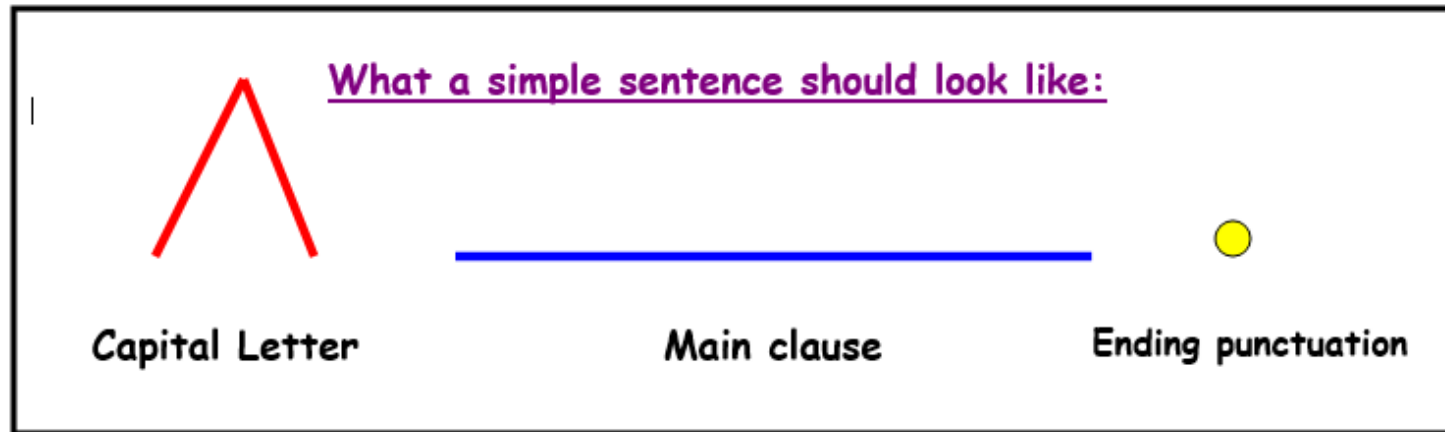 What a simple sentence should look like:
Capital Letter Main clause Ending punctuation